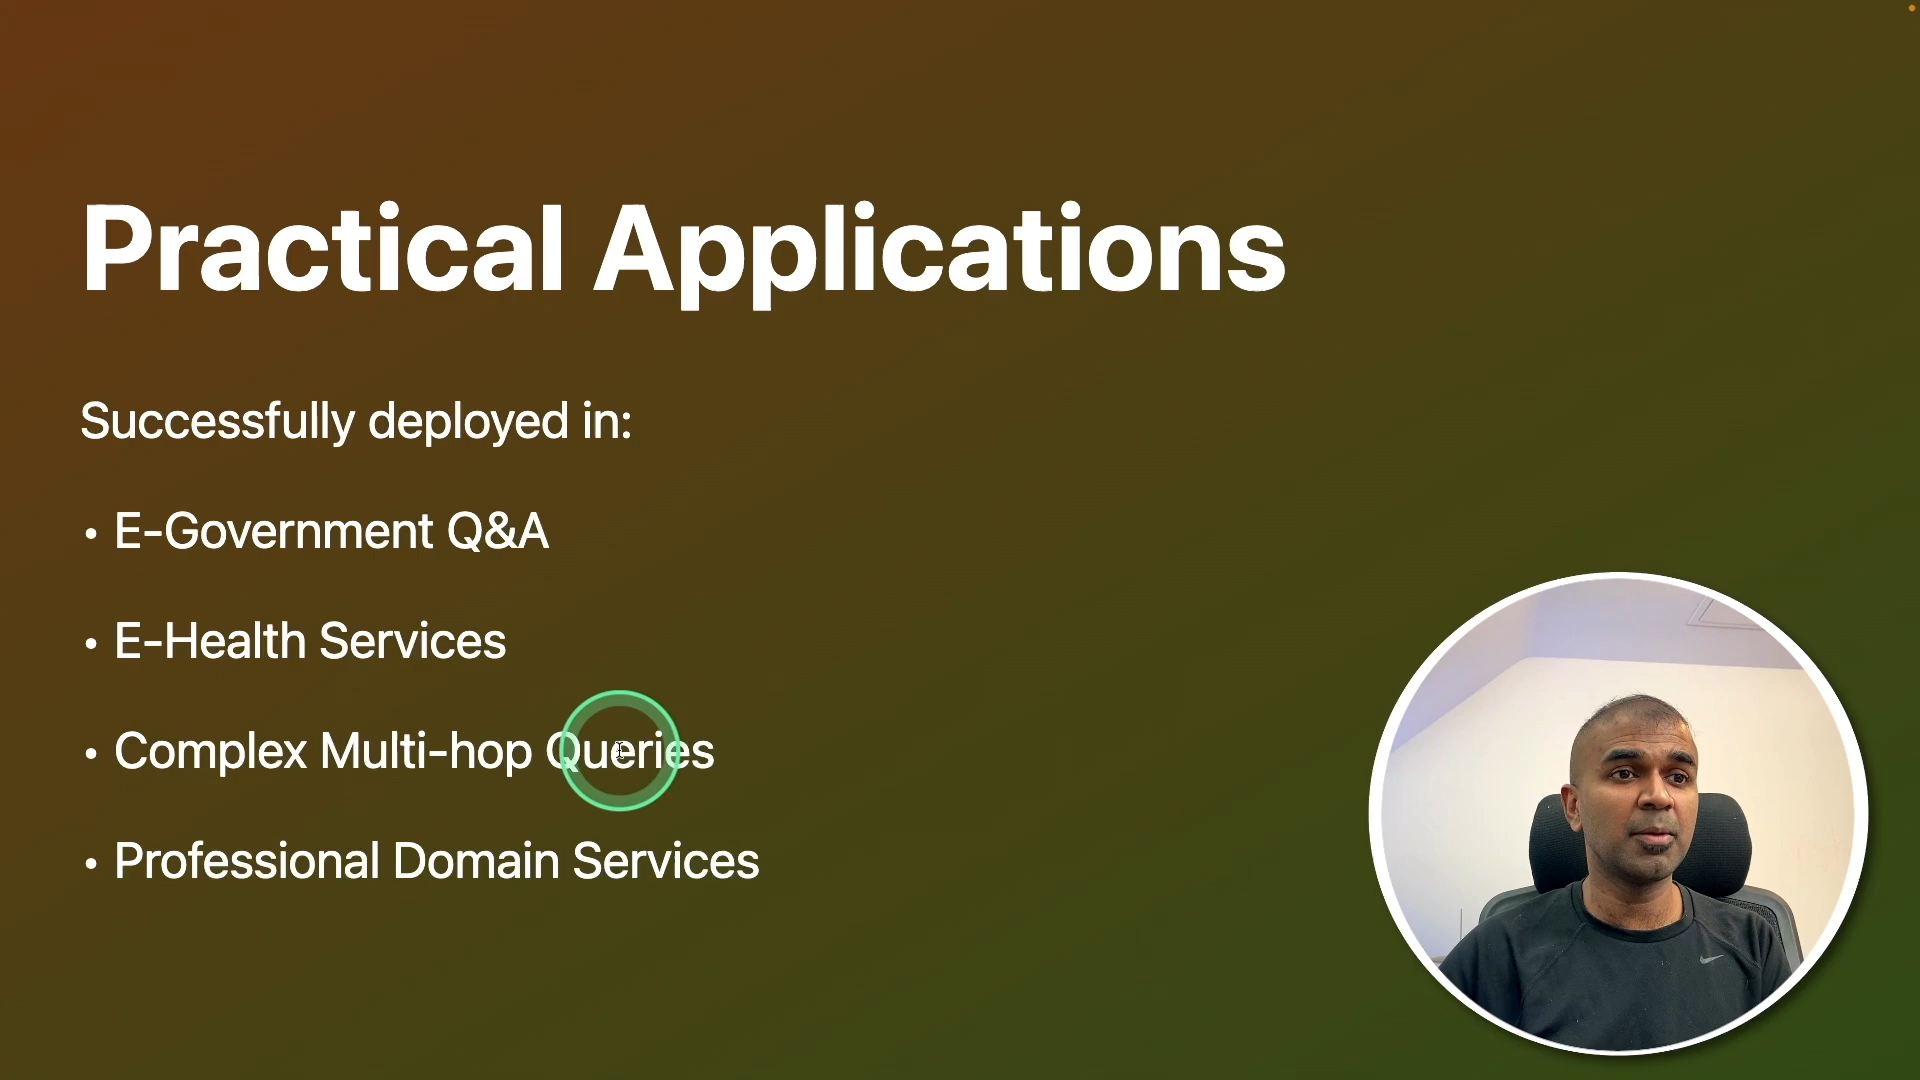 Practical Applications
Successfully deployed in:
• E-Government Q&A
• E-Health Services
• Complex Multi-hop Queries
• Professional Domain Services